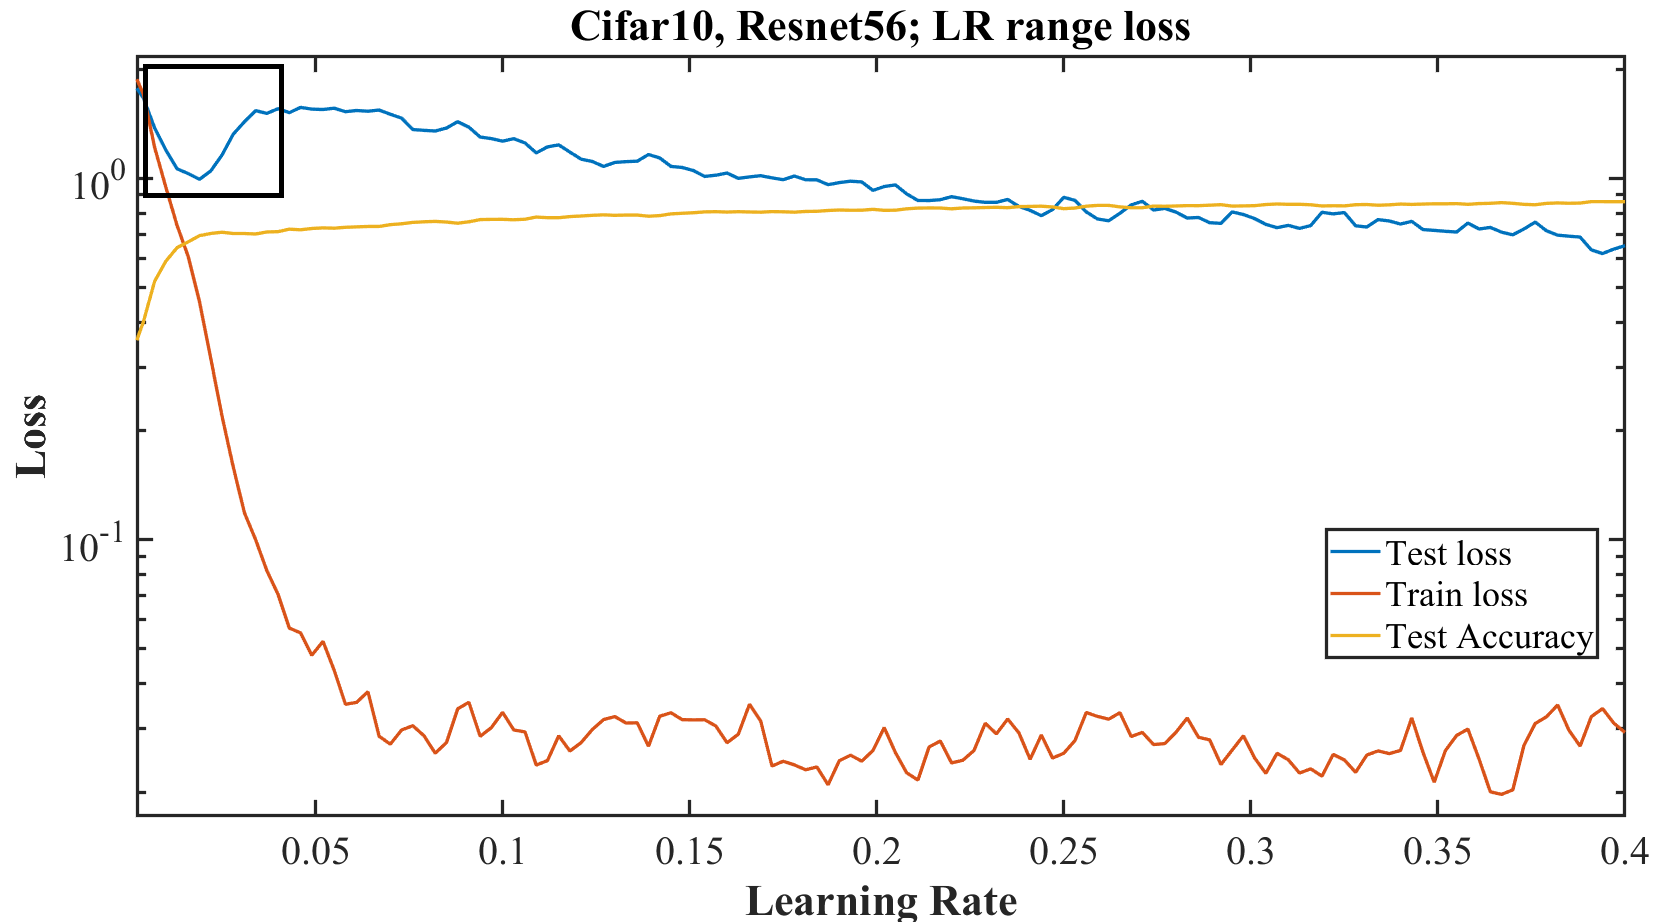 Cifar10, Resnet56; LR range loss
10^0
10^-1
Loss
Test loss
Train loss
Test Accuracy
0.05 0.1 0.15 0.2 0.25 0.3 0.35 0.4
Learning Rate